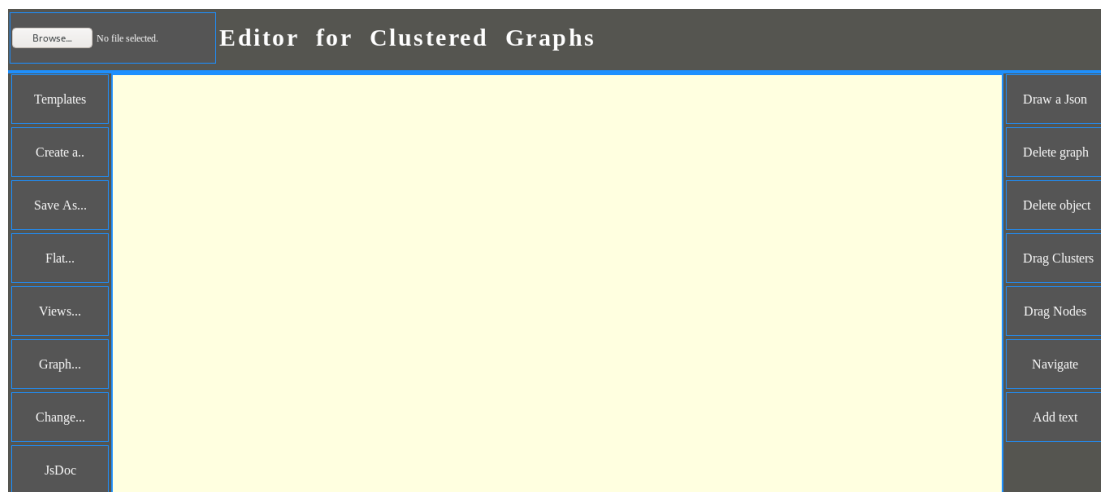 Browse... No file selected.
Editor for Clustered Graphs
Templates
Create a..
Save As...
Flat...
Views...
Graph...
Change...
JsDoc
Draw a Json
Delete graph
Delete object
Drag Clusters
Drag Nodes
Navigate
Add text